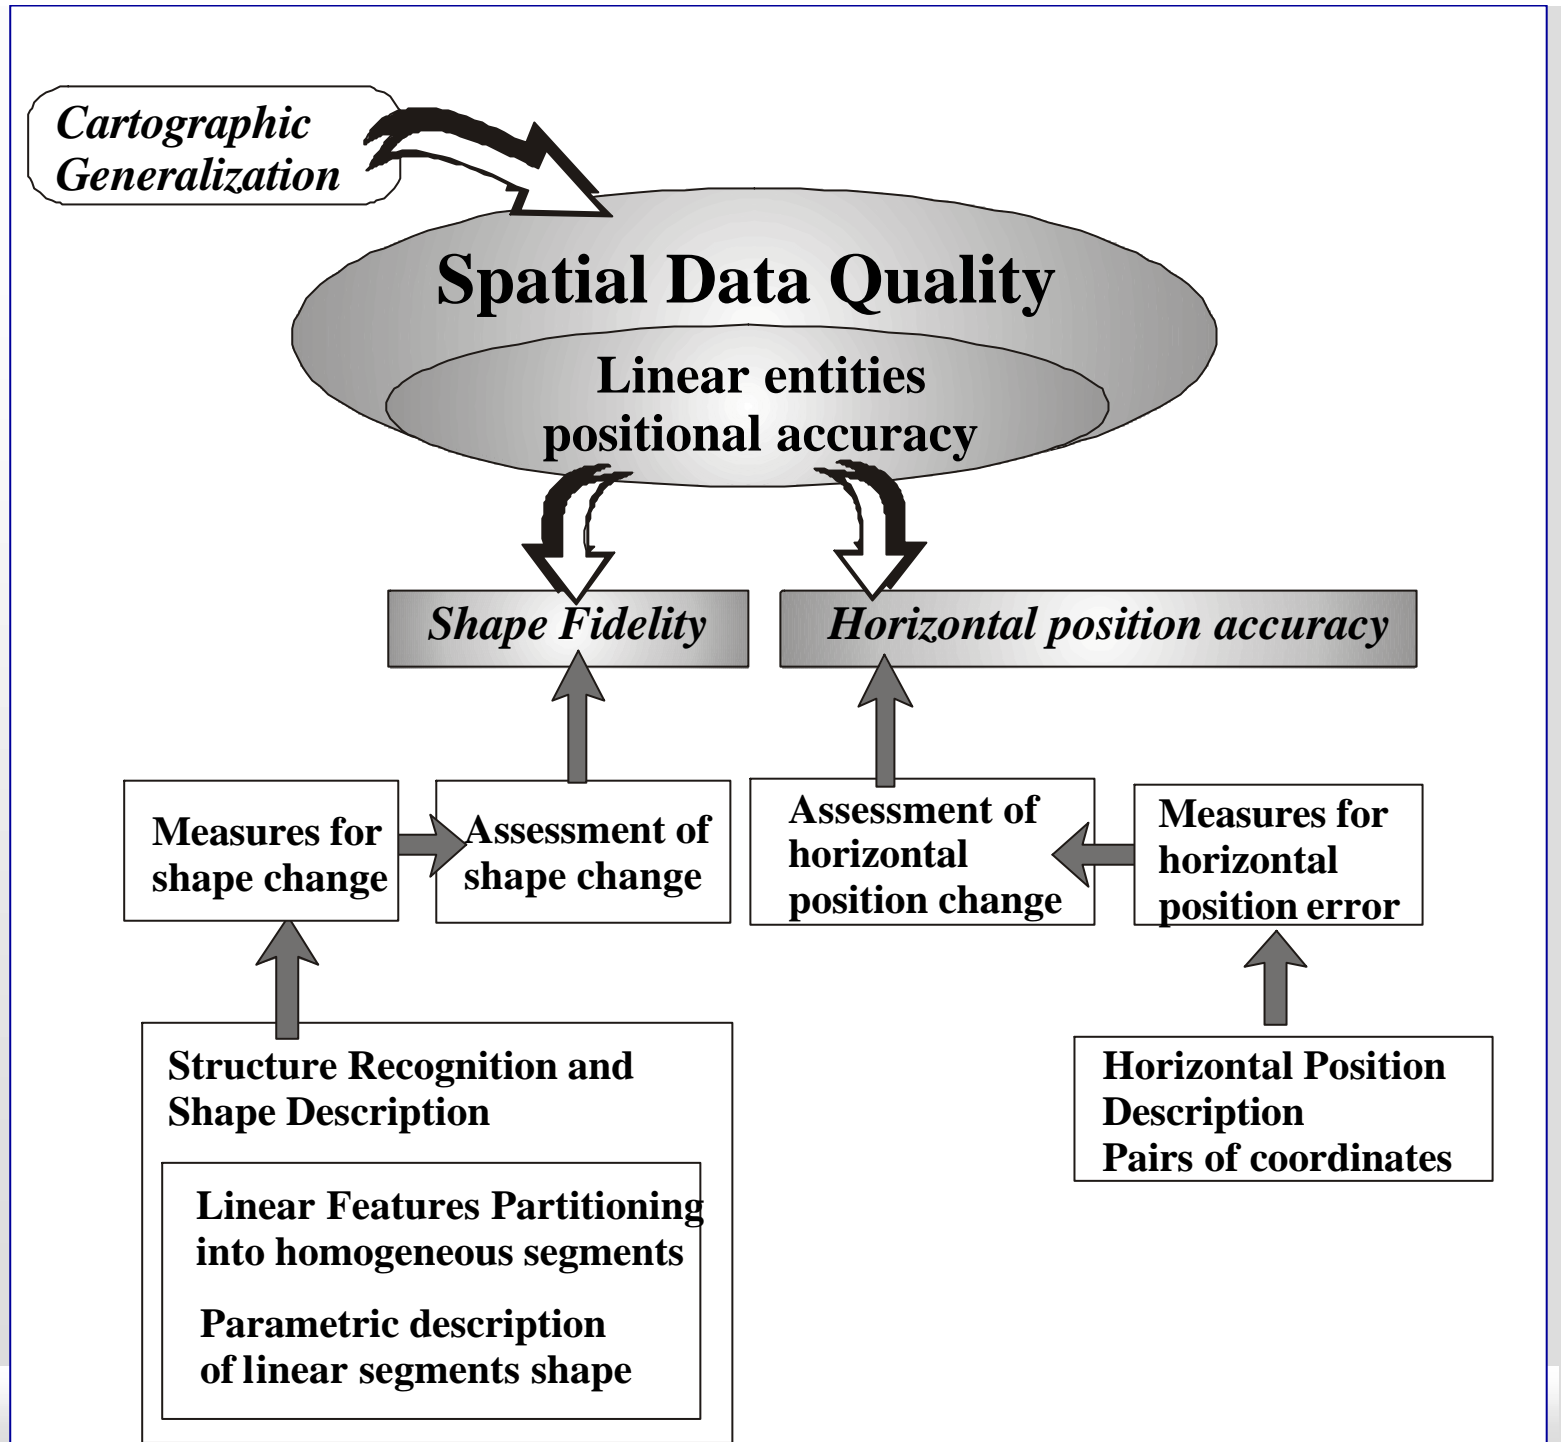 Cartographic
Generalization
Spatial Data Quality
Linear entities
positional accuracy
Shape Fidelity
Horizontal position accuracy
Measures for
shape change
Assessment of
shape change
Assessment of
horizontal
position change
Measures for
horizontal
position error
Structure Recognition and
Shape Description
Linear Features Partitioning
into homogeneous segments
Parametric description
of linear segments shape
Horizontal Position
Description
Pairs of coordinates